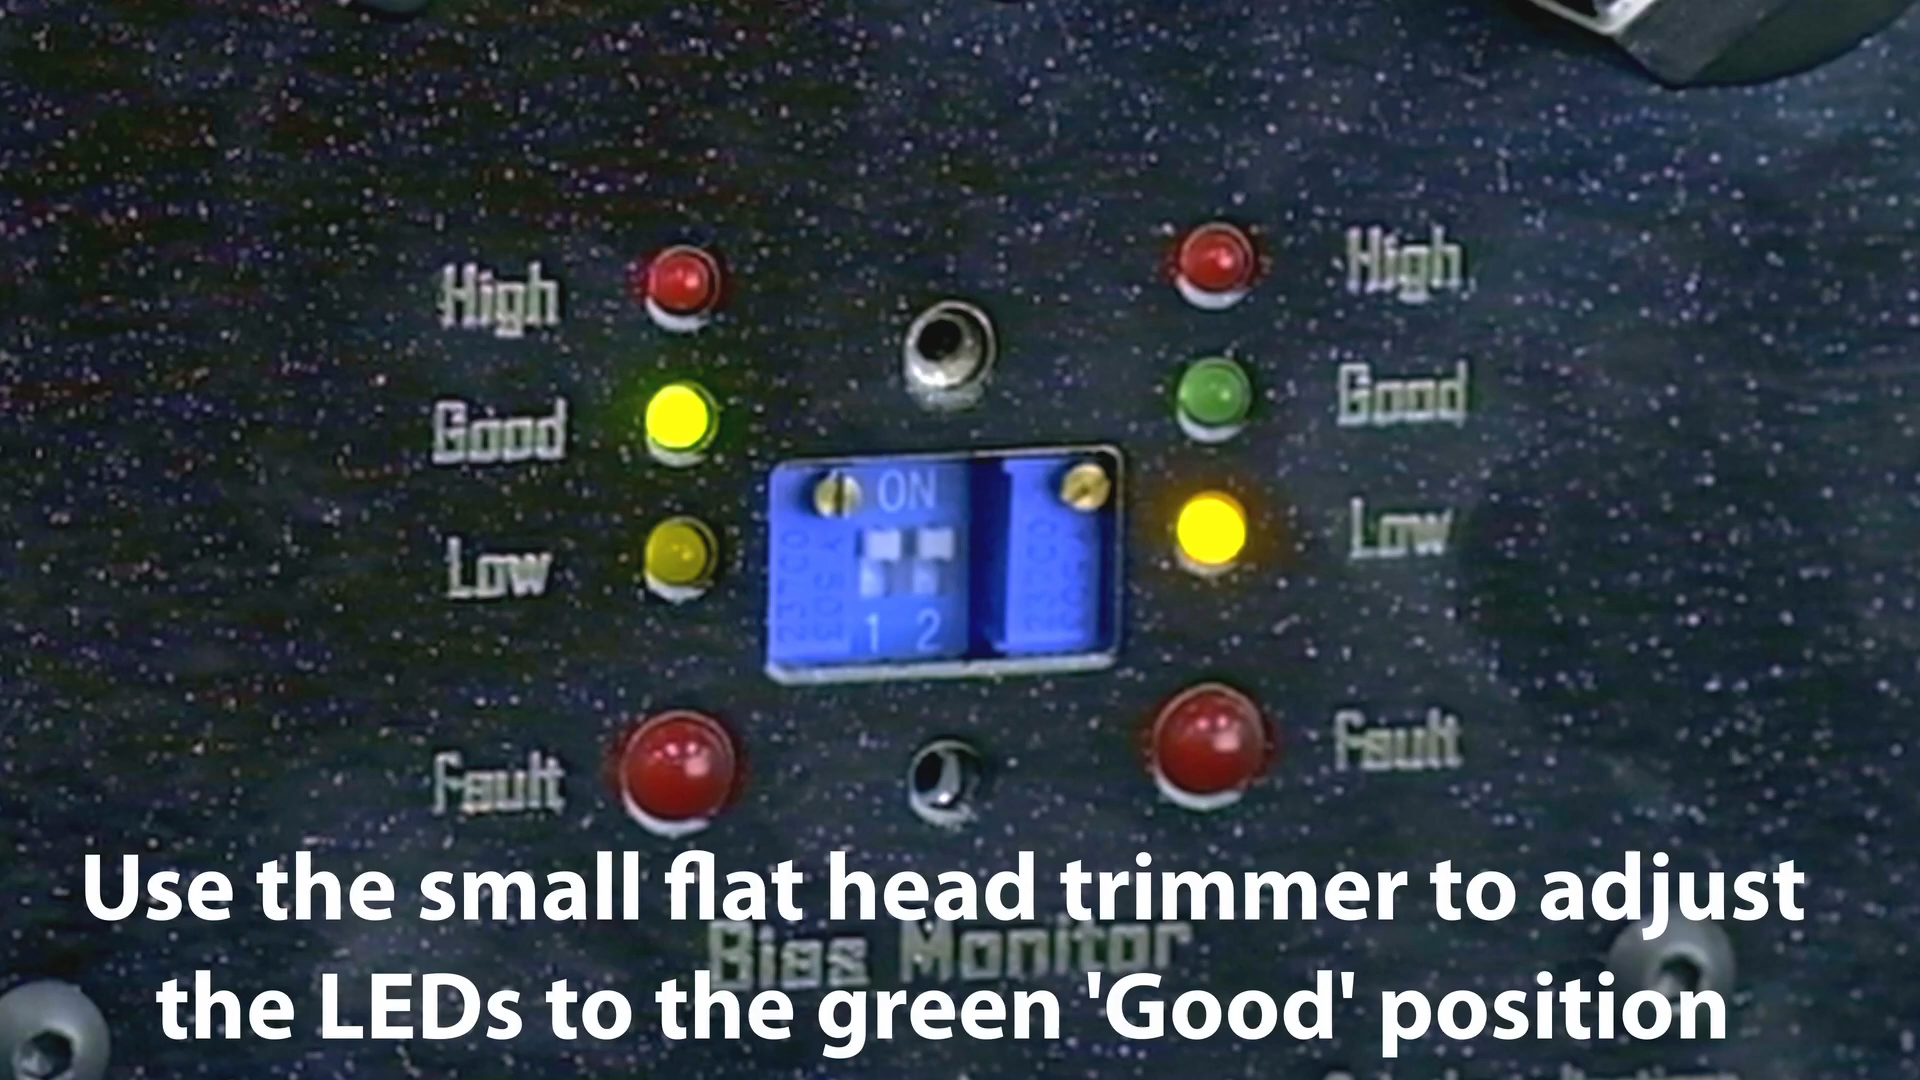 High
High
Good
Good
ON
Low
Low
1 2
Fault
Fault
Use the small flat head trimmer to adjust
Bias Monitor
the LEDs to the green 'Good' position